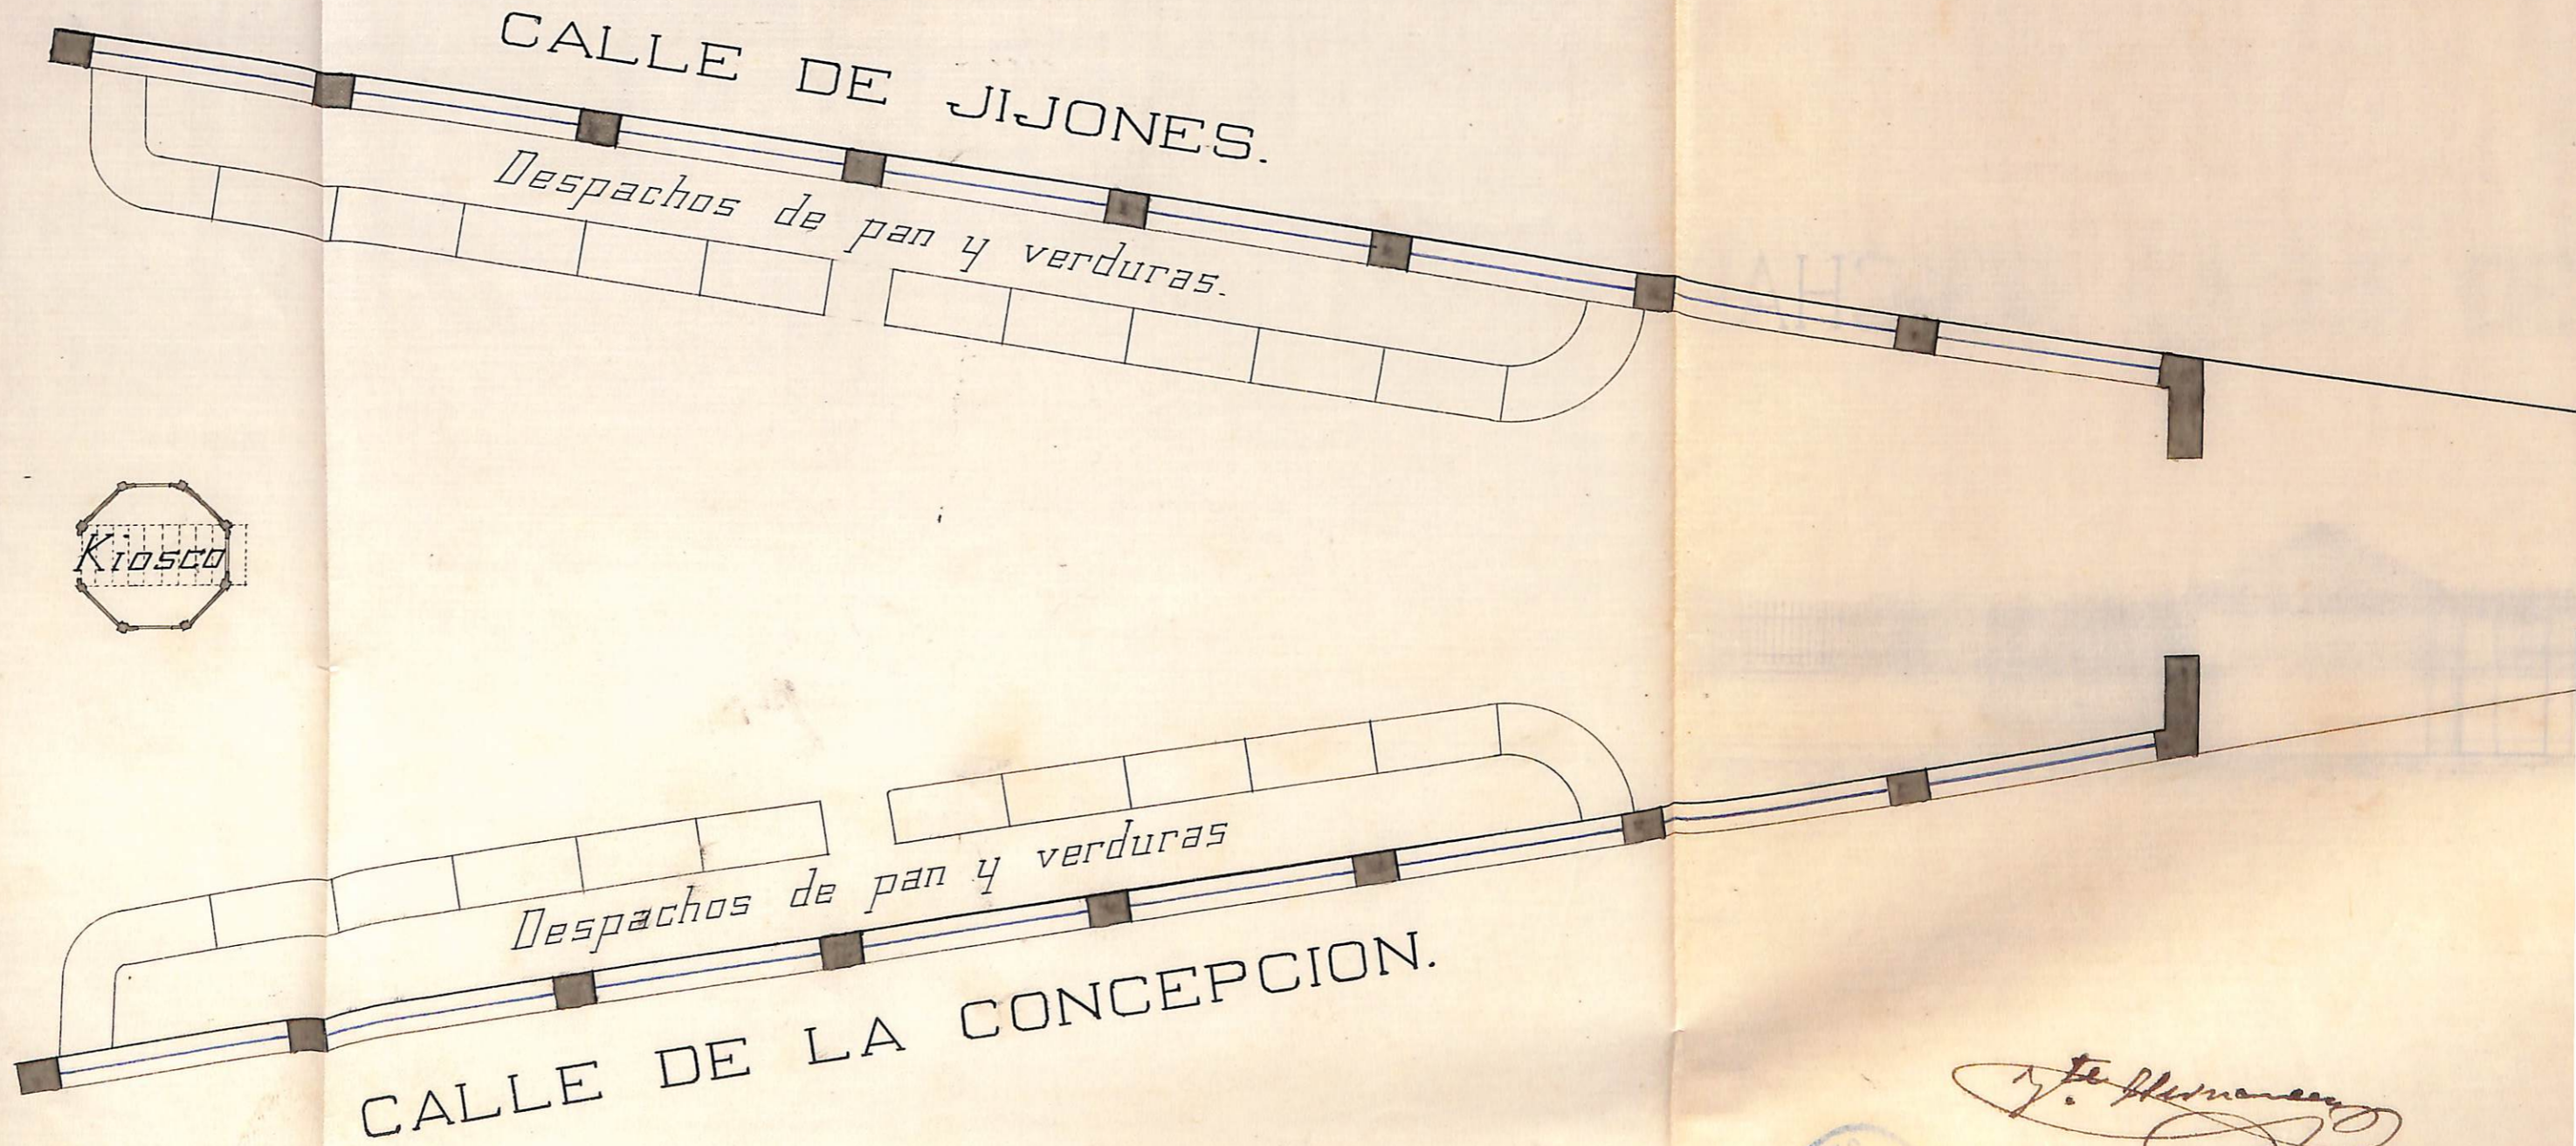 CALLE DE JIJONES.
Despachos de pan y verduras.
Kiosco
Despachos de pan y verduras
CALLE DE LA CONCEPCION.